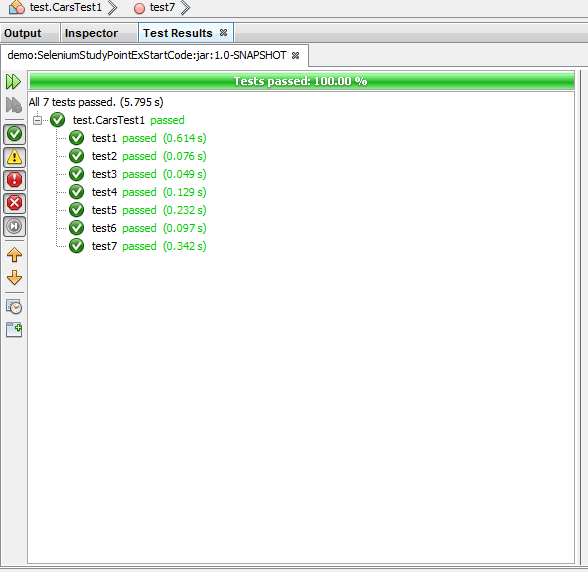 test.CarsTest1 test7
Output Inspector Test Results
demo:SeleniumStudyPointExStartCode:jar:1.0-SNAPSHOT
Tests passed: 100.00 %
All 7 tests passed. (5.795 s)
test.CarsTest1 passed
test1 passed (0.614 s)
test2 passed (0.076 s)
test3 passed (0.049 s)
test4 passed (0.129 s)
test5 passed (0.232 s)
test6 passed (0.097 s)
test7 passed (0.342 s)